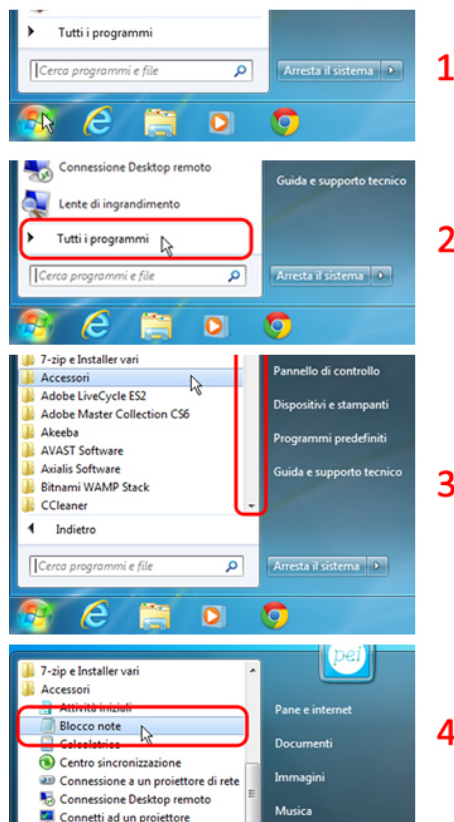 Tutti i programmi
Cerca programmi e file
Arresta il sistema
1
Connessione Desktop remoto
Guida e supporto tecnico
Lente di ingrandimento
Tutti i programmi
2
Cerca programmi e file
Arresta il sistema
7-zip e Installer vari
Accessori
Adobe LiveCycle ES2
Adobe Master Collection CS6
Akeeba
AVAST Software
Axialis Software
Bitnami WAMP Stack
CCleaner
Indietro
Cerca programmi e file
Pannello di controllo
Dispositivi e stampanti
Programmi predefiniti
Guida e supporto tecnico
Arresta il sistema
3
7-zip e Installer vari
Accessori
Attività iniziali
Blocco note
Calcolatrice
Centro sincronizzazione
Connessione a un proiettore di rete
Connessione Desktop remoto
Connetti ad un proiettore
pei
Pane e internet
Documenti
Immagini
Musica
4